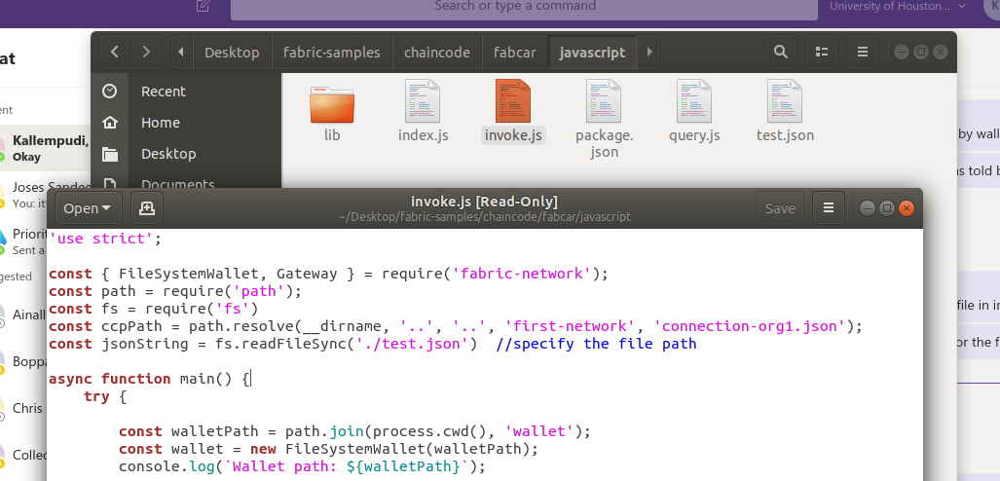 Search or type a command
University of Houston...
at
Desktop
fabric-samples
chaincode
fabcar
javascript
Recent
Home
Desktop
Documents
lib
index.js
invoke.js
package.
json
query.js
test.json
ent
Kallempudi,
Okay
You: it
Priorit
Sent a
gested
Ainall
Boppa
Chris
Collec
by wall
s told b
file in in
or the f
Open
invoke.js [Read-Only]
~/Desktop/fabric-samples/chaincode/fabcar/javascript
Save
'use strict';
const { FileSystemWallet, Gateway } = require('fabric-network');
const path = require('path');
const fs = require('fs')
const ccpPath = path.resolve(__dirname, '..', '..', 'first-network', 'connection-org1.json');
const jsonString = fs.readFileSync('./test.json')  //specify the file path
async function main() {
    try {
        const walletPath = path.join(process.cwd(), 'wallet');
        const wallet = new FileSystemWallet(walletPath);
        console.log(`Wallet path: ${walletPath}`);